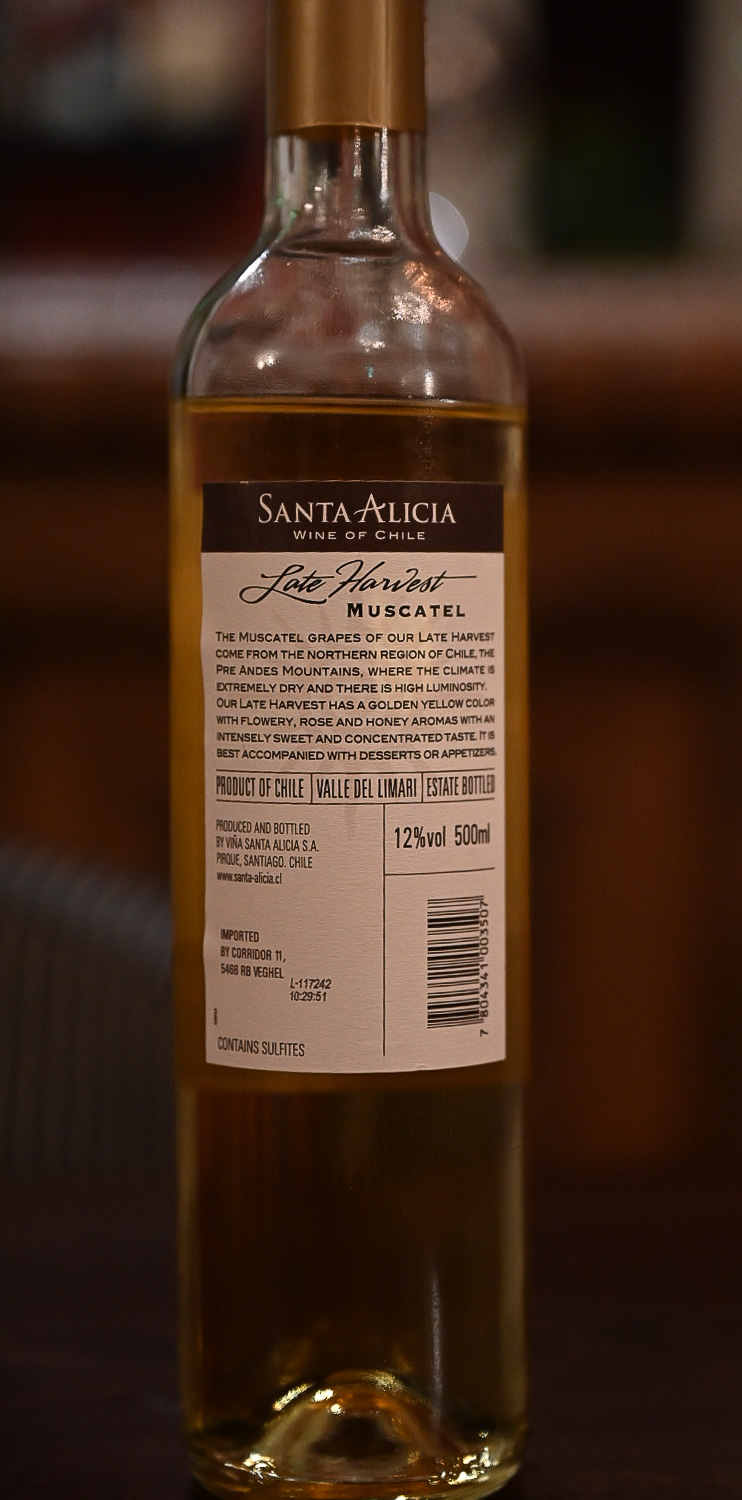 SANTA ALICIA
WINE OF CHILE
Late Harvest
MUSCATEL
THE MUSCATEL GRAPES OF OUR LATE HARVEST
COME FROM THE NORTHERN REGION OF CHILE, THE
PRE ANDES MOUNTAINS, WHERE THE CLIMATE IS
EXTREMELY DRY AND THERE IS HIGH LUMINOSITY.
OUR LATE HARVEST HAS A GOLDEN YELLOW COLOR
WITH FLOWERY, ROSE AND HONEY AROMAS WITH AN
INTENSELY SWEET AND CONCENTRATED TASTE. IT IS
BEST ACCOMPANIED WITH DESSERTS OR APPETIZERS.
PRODUCT OF CHILE VALLE DEL LIMARI ESTATE BOTTLED
PRODUCED AND BOTTLED
BY VIÑA SANTA ALICIA S.A.
PIRQUE, SANTIAGO. CHILE
www.santa-alicia.cl
12%vol 500ml
IMPORTED
BY CORRIDOR 11,
5466 RB VEGHEL
L-117242
10:29:51
CONTAINS SULFITES
7 804341 003507